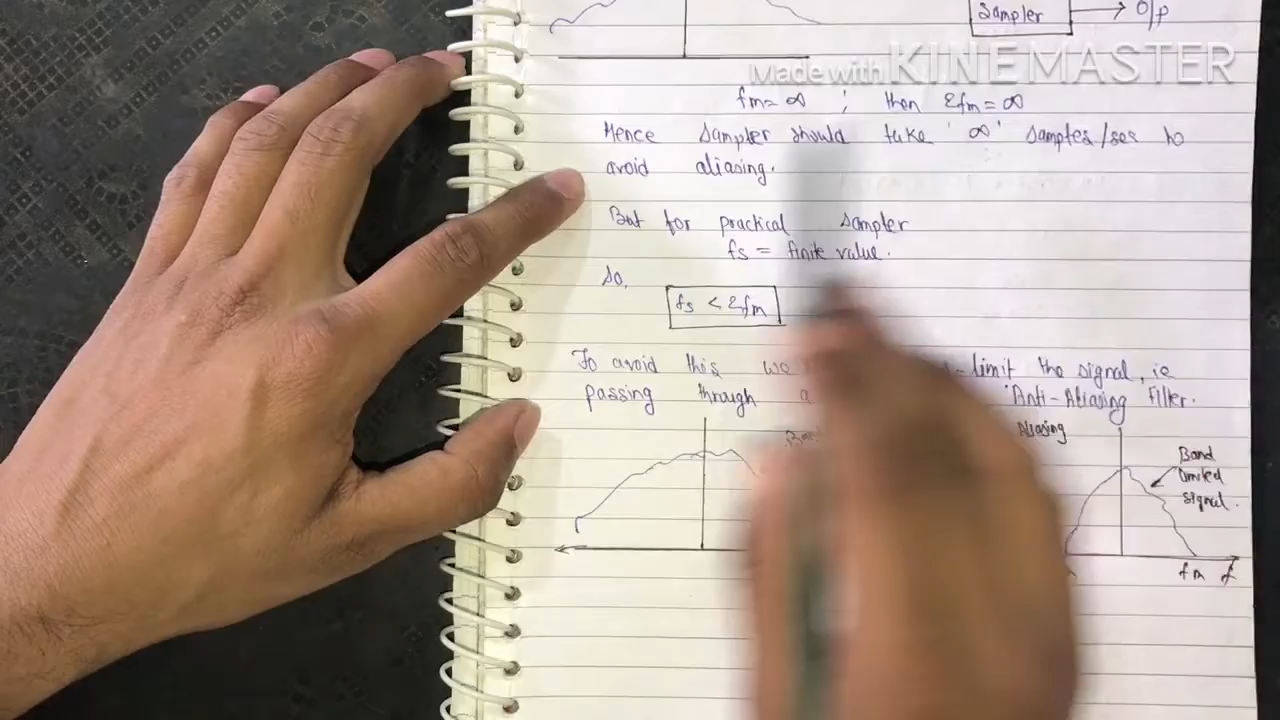 Sampler → O/p
Made with KINEMASTER
fm = ∞ ; then 2fm = ∞
Hence Sampler should take '∞' samples/sec to
avoid aliasing.
But for practical Sampler
fs = finite value.
So,
fs < 2fm
To avoid this we -limit the signal, ie
passing through a Anti-Aliasing Filter.
Aliasing
Band
limited
signal.
fm f